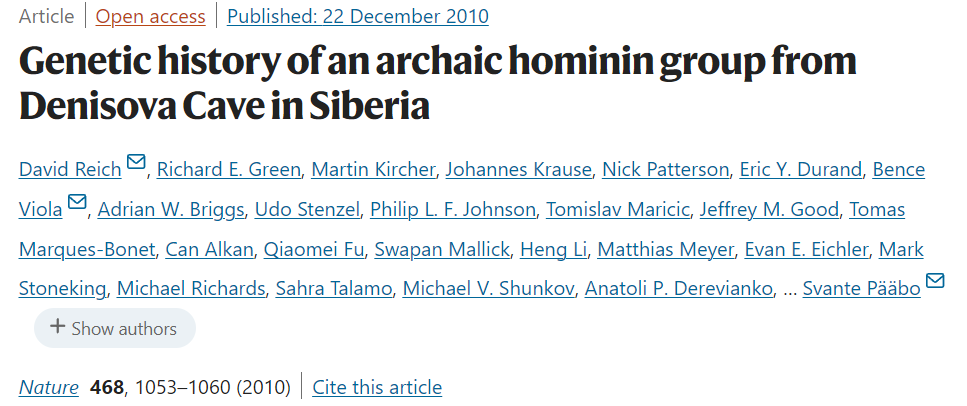 Article | Open access | Published: 22 December 2010
Genetic history of an archaic hominin group from
Denisova Cave in Siberia
David Reich, Richard E. Green, Martin Kircher, Johannes Krause, Nick Patterson, Eric Y. Durand, Bence
Viola, Adrian W. Briggs, Udo Stenzel, Philip L. F. Johnson, Tomislav Maricic, Jeffrey M. Good, Tomas
Marques-Bonet, Can Alkan, Qiaomei Fu, Swapan Mallick, Heng Li, Matthias Meyer, Evan E. Eichler, Mark
Stoneking, Michael Richards, Sahra Talamo, Michael V. Shunkov, Anatoli P. Derevianko, … Svante Pääbo
+ Show authors
Nature 468, 1053–1060 (2010) | Cite this article